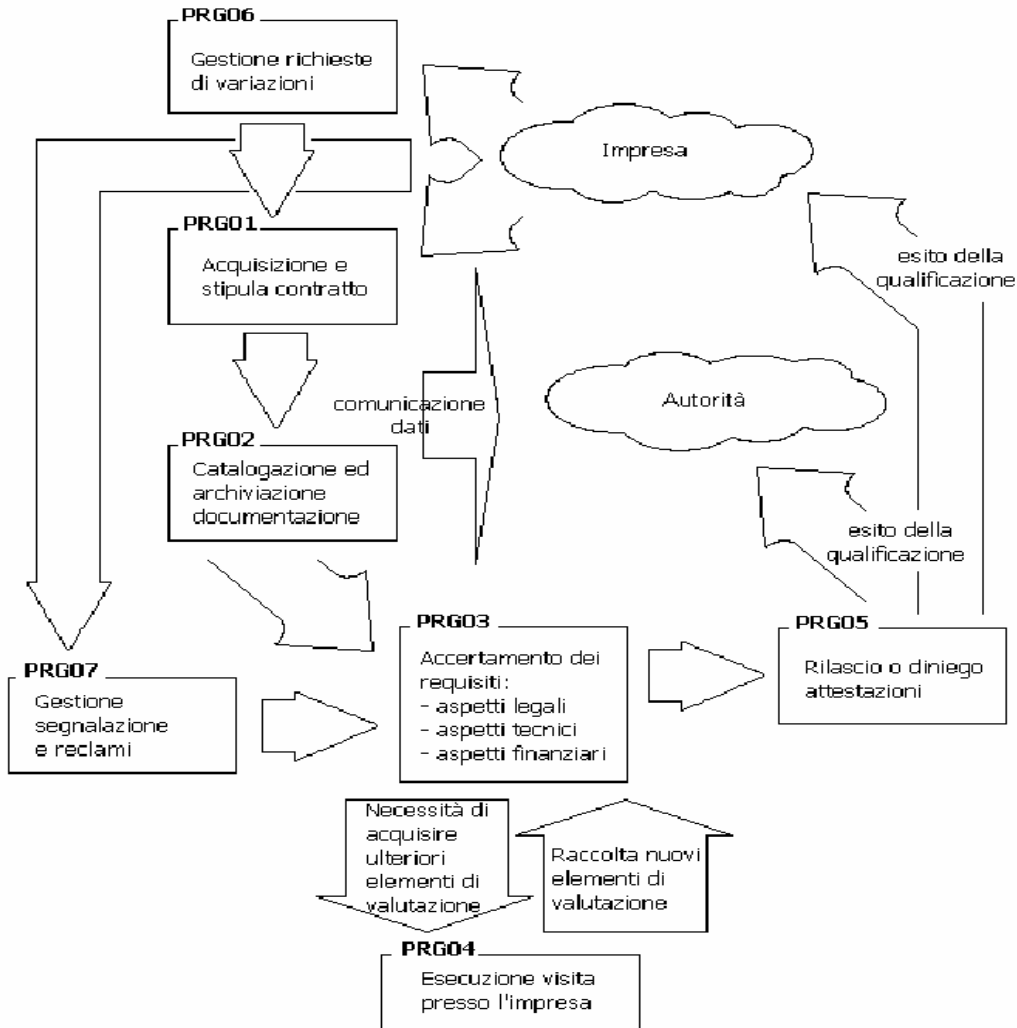 PRG06
Gestione richieste
di variazioni
Impresa
PRG01
Acquisizione e
stipula contratto
esito della
qualificazione
comunicazione
dati
Autorità
PRG02
Catalogazione ed
archiviazione
documentazione
esito della
qualificazione
PRG03
Accertamento dei
requisiti:
- aspetti legali
- aspetti tecnici
- aspetti finanziari
PRG05
Rilascio o diniego
attestazioni
PRG07
Gestione
segnalazione
e reclami
Necessità di
acquisire
ulteriori
elementi di
valutazione
Raccolta nuovi
elementi di
valutazione
PRG04
Esecuzione visita
presso l'impresa